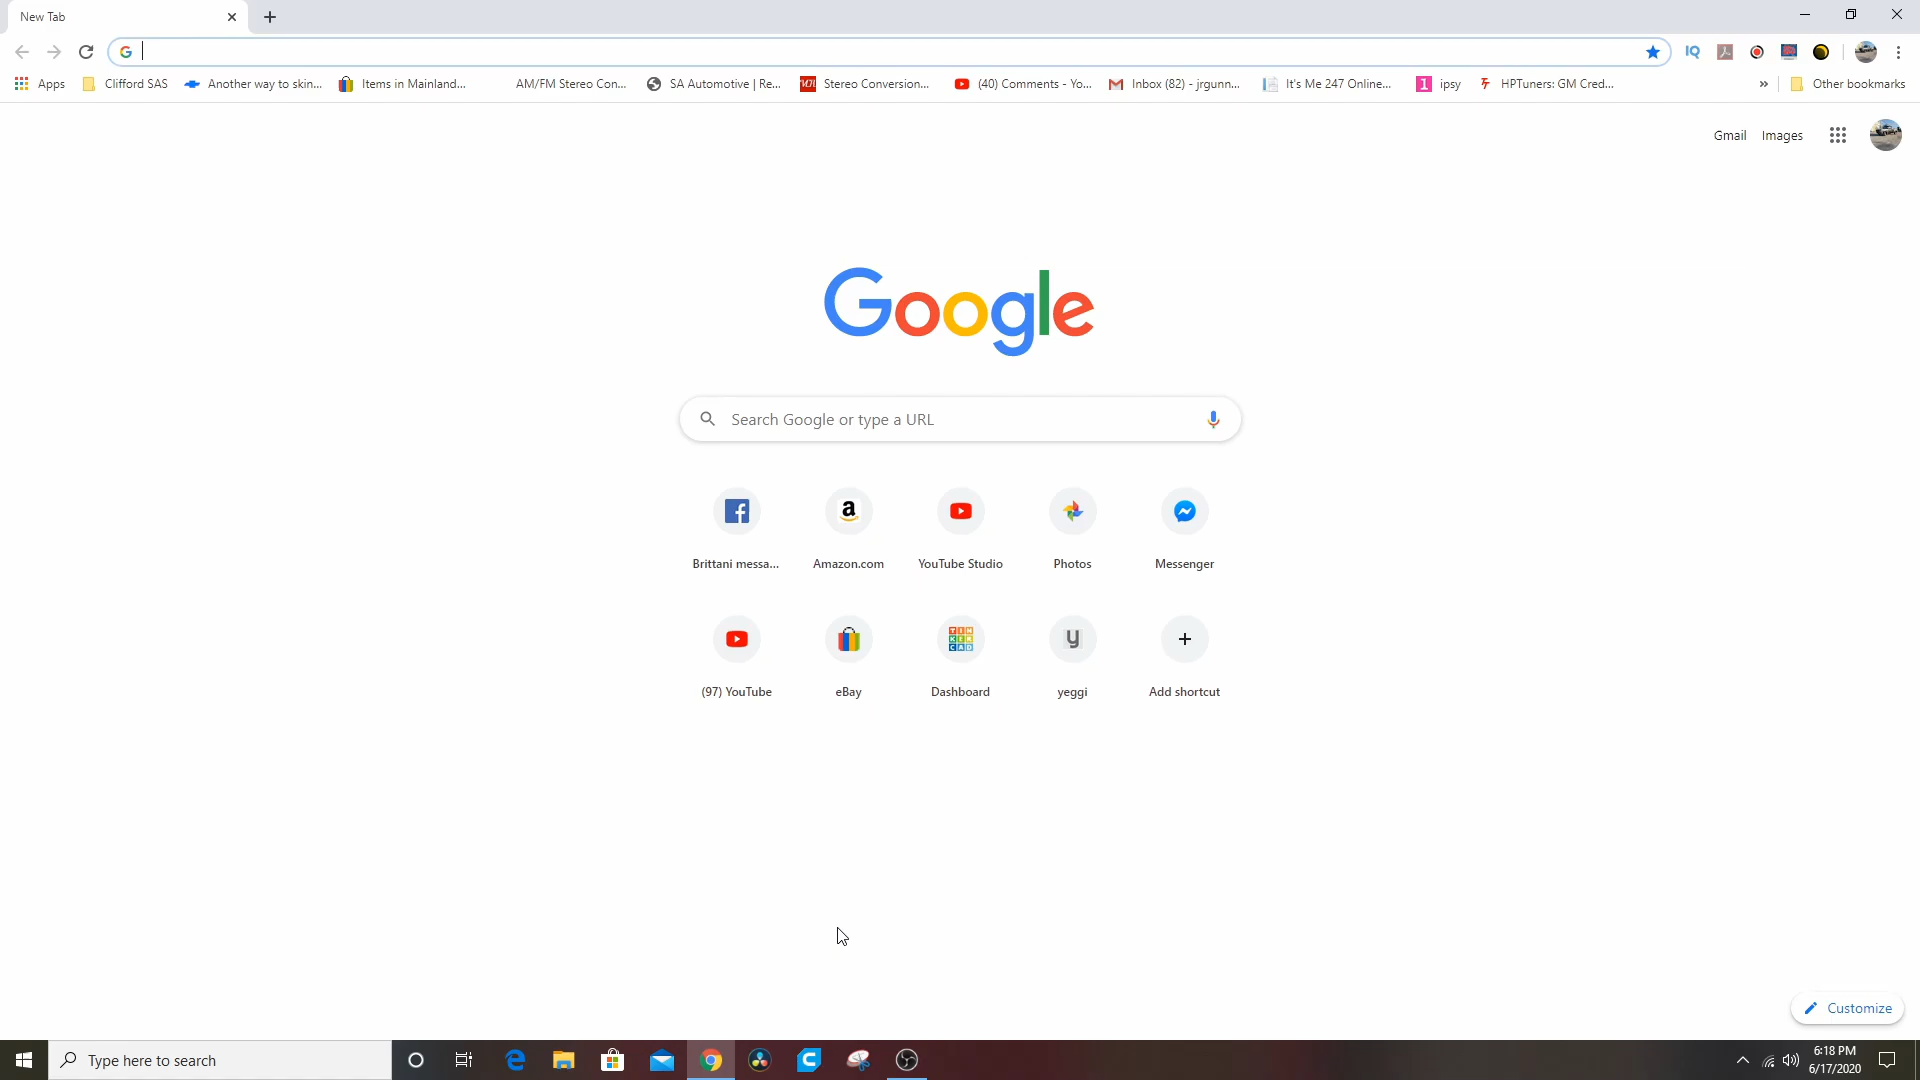 New Tab
Apps Clifford SAS Another way to skin... Items in Mainland... AM/FM Stereo Con... SA Automotive | Re... Stereo Conversion... (40) Comments - Yo... Inbox (82) - jrgunn... It's Me 247 Online... ipsy HPTuners: GM Cred... » Other bookmarks
IQ
Gmail Images
Google
Search Google or type a URL
Brittani messa... Amazon.com YouTube Studio Photos Messenger
TINKERCAD
(97) YouTube eBay Dashboard yeggi Add shortcut
Customize
Type here to search
6:18 PM
6/17/2020